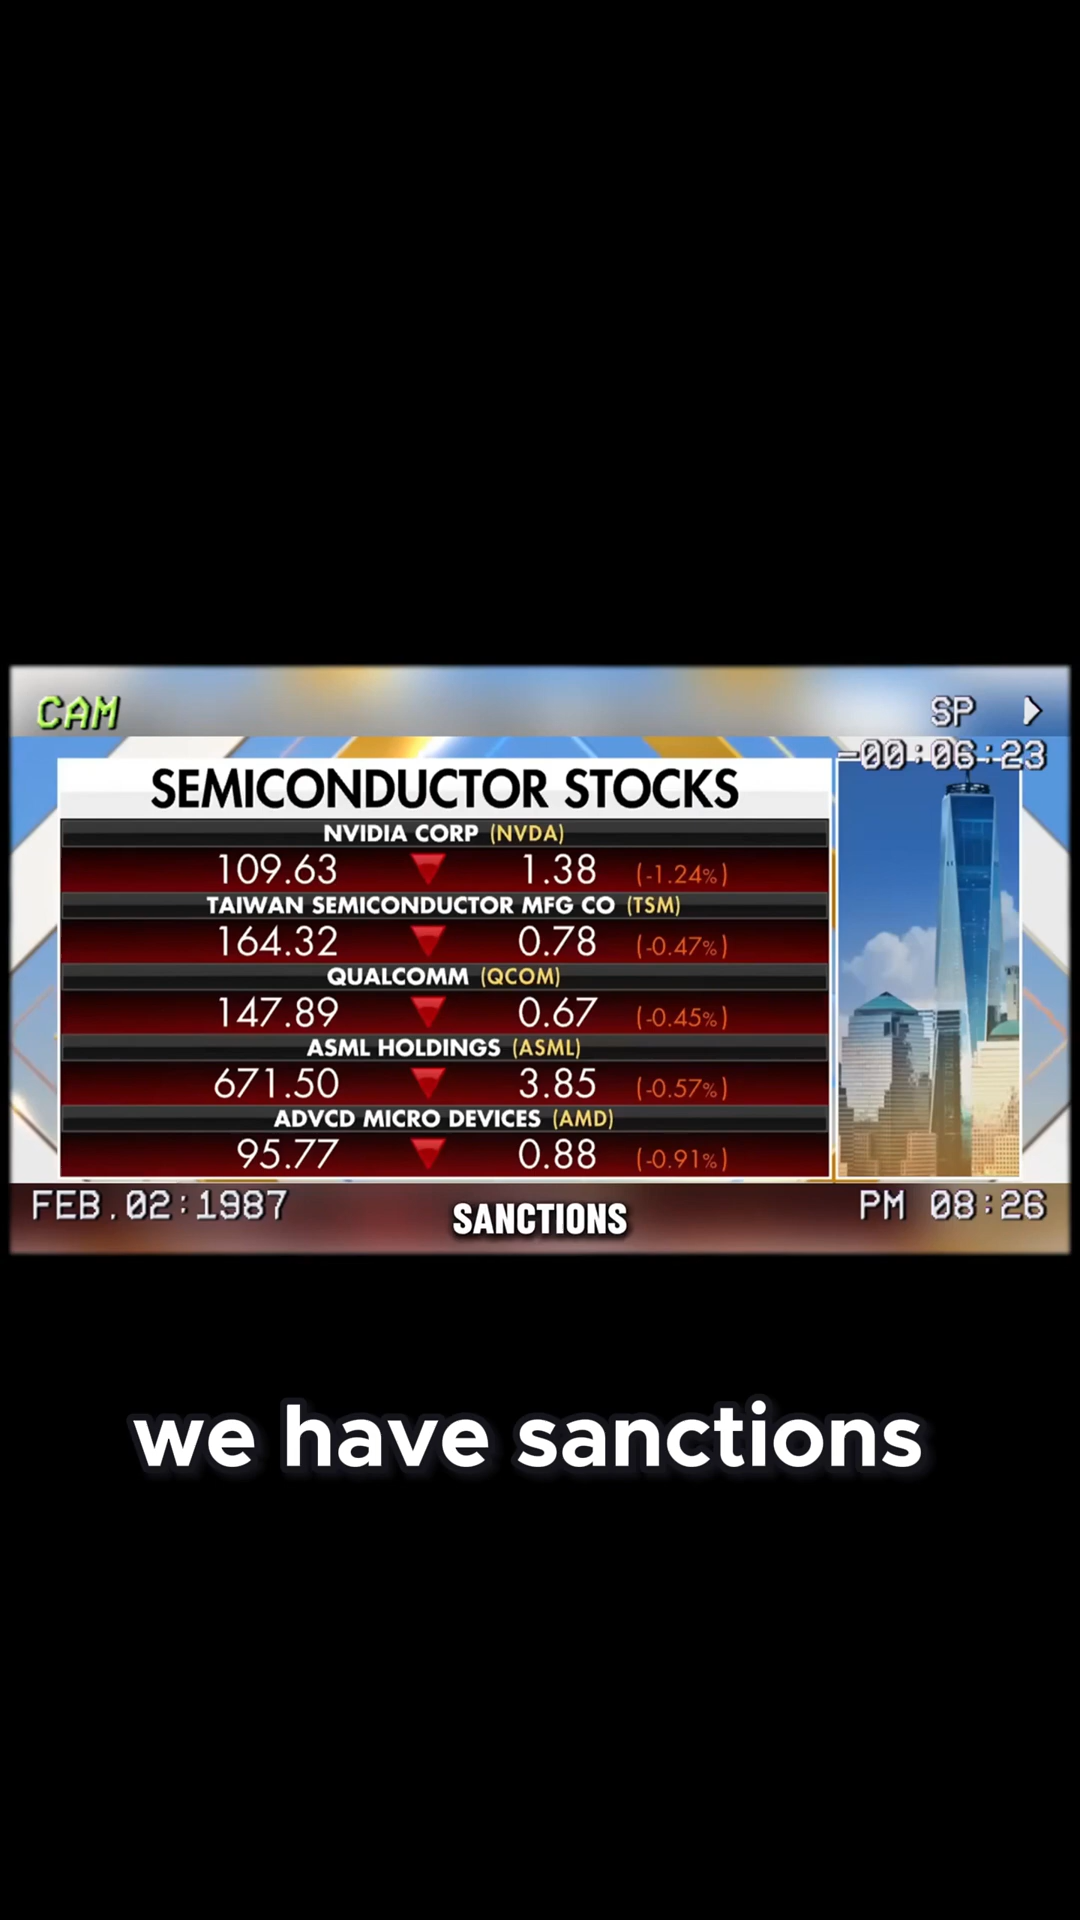 CAM
SP
-00:06:23
SEMICONDUCTOR STOCKS
NVIDIA CORP (NVDA)
109.63 1.38 (-1.24%)
TAIWAN SEMICONDUCTOR MFG CO (TSM)
164.32 0.78 (-0.47%)
QUALCOMM (QCOM)
147.89 0.67 (-0.45%)
ASML HOLDINGS (ASML)
671.50 3.85 (-0.57%)
ADVCD MICRO DEVICES (AMD)
95.77 0.88 (-0.91%)
FEB.02:1987
SANCTIONS
PM 08:26
we have sanctions